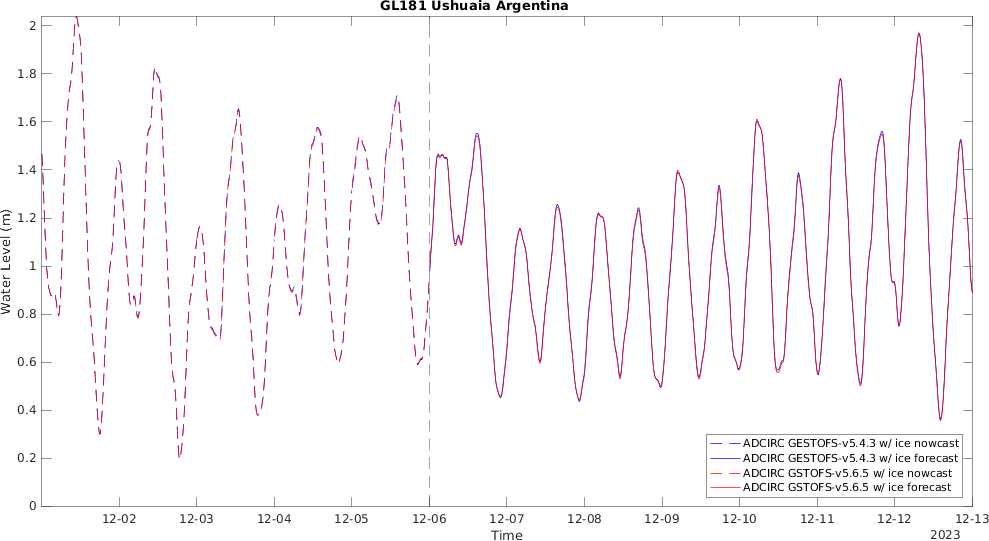 GL181 Ushuaia Argentina
2
1.8
1.6
1.4
1.2
1
0.8
0.6
0.4
0.2
0
Water Level (m)
12-02 12-03 12-04 12-05 12-06 12-07 12-08 12-09 12-10 12-11 12-12 12-13
Time
2023
ADCIRC GESTOFS-v5.4.3 w/ ice nowcast
ADCIRC GESTOFS-v5.4.3 w/ ice forecast
ADCIRC GSTOFS-v5.6.5 w/ ice nowcast
ADCIRC GSTOFS-v5.6.5 w/ ice forecast